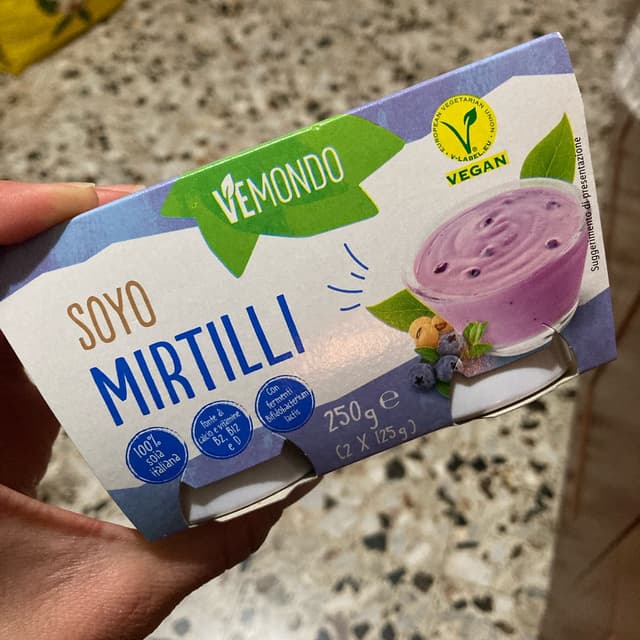 VEMONDO
EUROPEAN VEGETARIAN UNION
V-LABEL.EU
VEGAN
SOYO
MIRTILLI
100%
soia
italiana
Fonte di
calcio e vitamine
B2, B12
e D
Con
fermenti
Bifidobacterium
lactis
250g e
(2 X 125g)
Suggerimento di presentazione